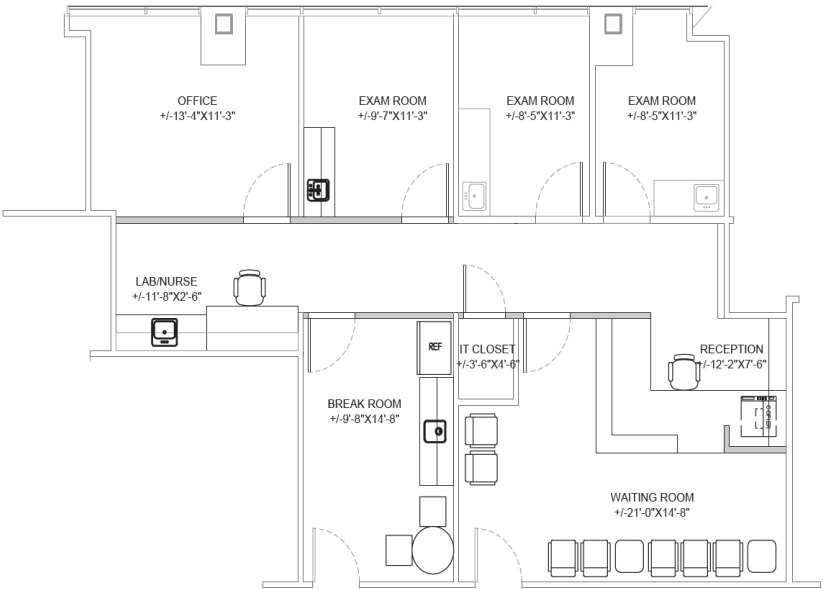 OFFICE
+/-13'-4"X11'-3"
EXAM ROOM
+/-9'-7"X11'-3"
EXAM ROOM
+/-8'-5"X11'-3"
EXAM ROOM
+/-8'-5"X11'-3"
LAB/NURSE
+/-11'-8"X2'-6"
REF
IT CLOSET
+/-3'-6"X4'-6"
RECEPTION
+/-12'-2"X7'-6"
BREAK ROOM
+/-9'-8"X14'-8"
COPIER
WAITING ROOM
+/-21'-0"X14'-8"